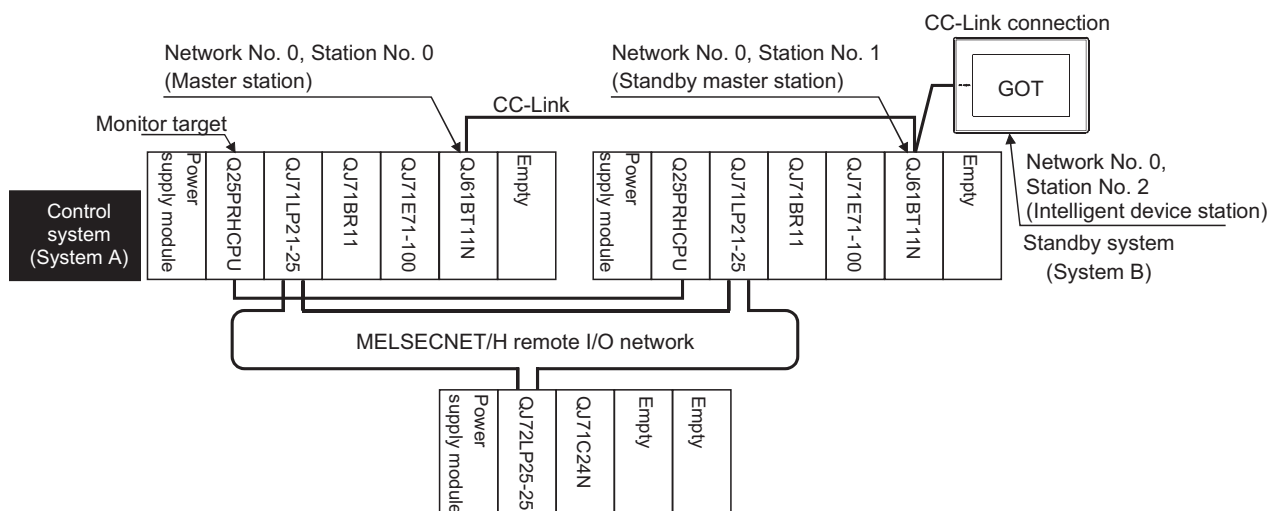 CC-Link connection
Network No. 0, Station No. 0
(Master station)
Network No. 0, Station No. 1
(Standby master station)
GOT
CC-Link
Monitor target
Network No. 0,
Station No. 2
(Intelligent device station)
Control
system
(System A)
Power
supply module
Q25PRHCPU
QJ71LP21-25
QJ71BR11
QJ71E71-100
QJ61BT11N
Empty
Power
supply module
Q25PRHCPU
QJ71LP21-25
QJ71BR11
QJ71E71-100
QJ61BT11N
Empty
Standby system
(System B)
MELSECNET/H remote I/O network
Power
supply module
QJ72LP25-25
QJ71C24N
Empty
Empty